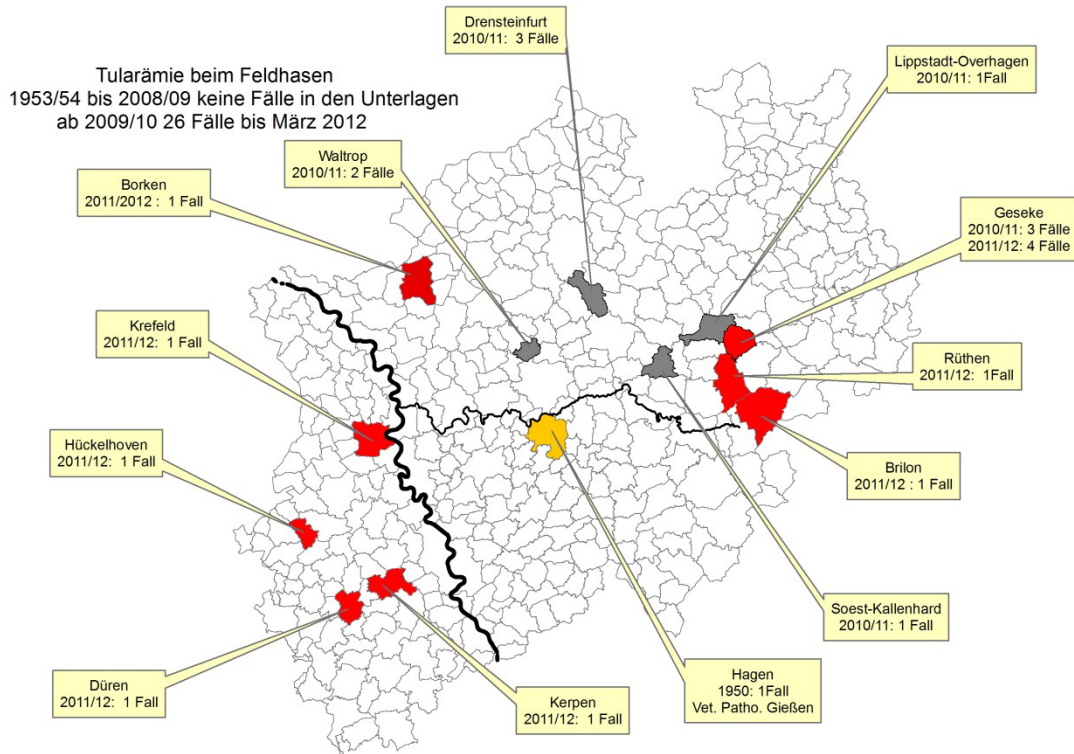 Tularämie beim Feldhasen
1953/54 bis 2008/09 keine Fälle in den Unterlagen
ab 2009/10 26 Fälle bis März 2012
Drensteinfurt
2010/11: 3 Fälle
Lippstadt-Overhagen
2010/11: 1Fall
Waltrop
2010/11: 2 Fälle
Borken
2011/2012 : 1 Fall
Geseke
2010/11: 3 Fälle
2011/12: 4 Fälle
Krefeld
2011/12: 1 Fall
Rüthen
2011/12: 1Fall
Hückelhoven
2011/12: 1 Fall
Brilon
2011/12 : 1 Fall
Soest-Kallenhard
2010/11: 1 Fall
Düren
2011/12: 1 Fall
Kerpen
2011/12: 1 Fall
Hagen
1950: 1Fall
Vet. Patho. Gießen